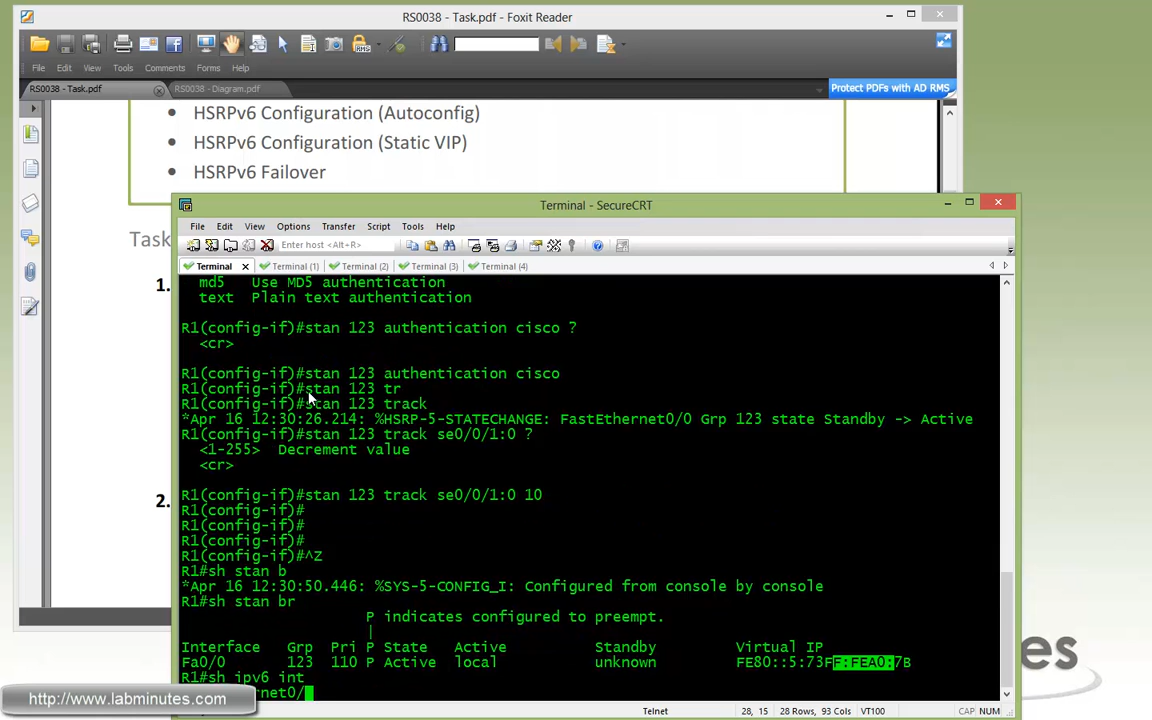 RS0038 - Task.pdf - Foxit Reader
File Edit View Tools Comments Forms Help
RS0038 - Task.pdf RS0038 - Diagram.pdf Protect PDFs with AD RMS
• HSRPv6 Configuration (Autoconfig)
• HSRPv6 Configuration (Static VIP)
• HSRPv6 Failover
Task
1.
2.
Terminal - SecureCRT
File Edit View Options Transfer Script Tools Help
Enter host <Alt+R>
Terminal Terminal (1) Terminal (2) Terminal (3) Terminal (4)
md5 Use MD5 authentication
text Plain text authentication
R1(config-if)#stan 123 authentication cisco ?
<cr>
R1(config-if)#stan 123 authentication cisco
R1(config-if)#stan 123 tr
R1(config-if)#stan 123 track
*Apr 16 12:30:26.214: %HSRP-5-STATECHANGE: FastEthernet0/0 Grp 123 state Standby -> Active
R1(config-if)#stan 123 track se0/0/1:0 ?
<1-255> Decrement value
<cr>
R1(config-if)#stan 123 track se0/0/1:0 10
R1(config-if)#
R1(config-if)#
R1(config-if)#
R1(config-if)#^Z
R1#sh stan b
*Apr 16 12:30:50.446: %SYS-5-CONFIG_I: Configured from console by console
R1#sh stan br
P indicates configured to preempt.
|
Interface Grp Pri P State Active Standby Virtual IP
Fa0/0 123 110 P Active local unknown FE80::5:73FF:FEA0:7B
R1#sh ipv6 int
rnet0/
http://www.labminutes.com
es
Telnet 28, 15 28 Rows, 93 Cols VT100 CAP NUM